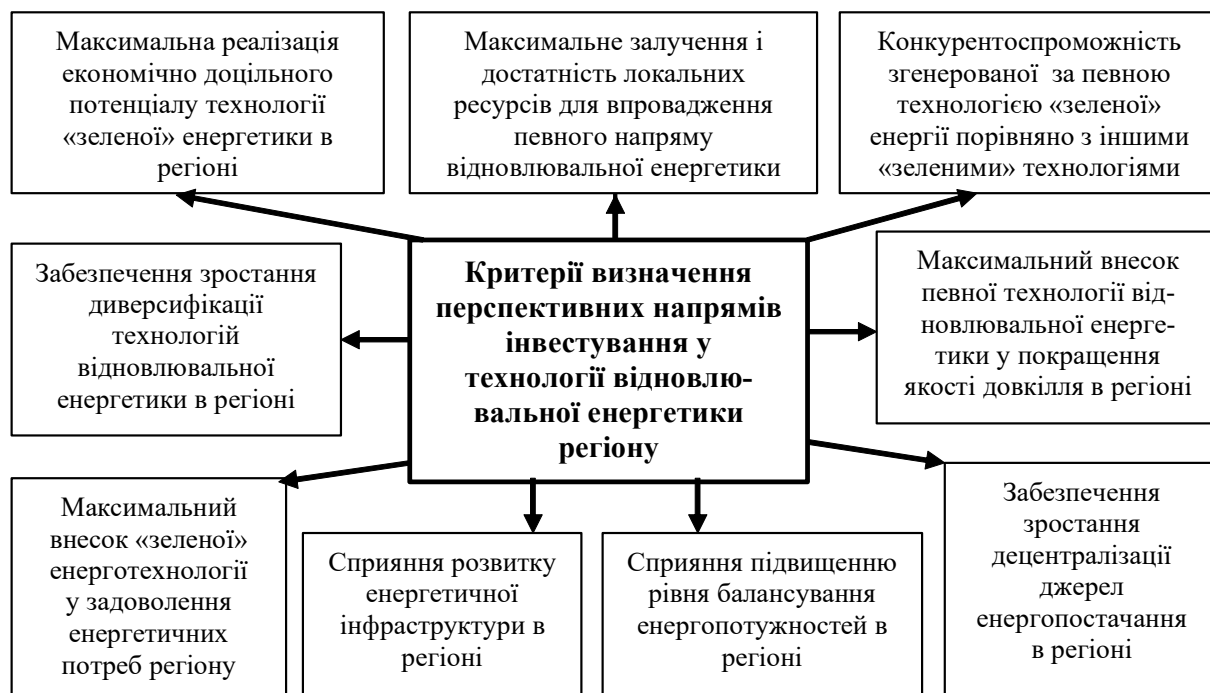 Максимальна реалізація
економічно доцільного
потенціалу технології
«зеленої» енергетики в
регіоні
Максимальне залучення і
достатність локальних
ресурсів для впровадження
певного напряму
відновлювальної енергетики
Конкурентоспроможність
згенерованої за певною
технологією «зеленої»
енергії порівняно з іншими
«зеленими» технологіями
Забезпечення зростання
диверсифікації
технологій
відновлювальної
енергетики в регіоні
Критерії визначення
перспективних напрямів
інвестування у
технології відновлю-
вальної енергетики
регіону
Максимальний внесок
певної технології від-
новлювальної енерге-
тики у покращення
якості довкілля в регіоні
Максимальний
внесок «зеленої»
енерготехнології
у задоволення
енергетичних
потреб регіону
Сприяння розвитку
енергетичної
інфраструктури в
регіоні
Сприяння підвищенню
рівня балансування
енергопотужностей в
регіоні
Забезпечення
зростання
децентралізації
джерел
енергопостачання
в регіоні